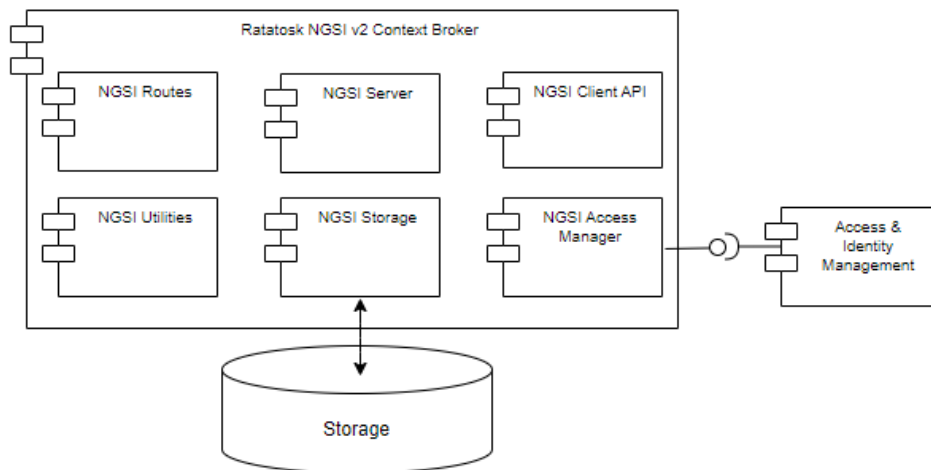 Ratatosk NGSI v2 Context Broker
NGSI Routes
NGSI Server
NGSI Client API
NGSI Utilities
NGSI Storage
NGSI Access
Manager
Access &
Identity
Management
Storage